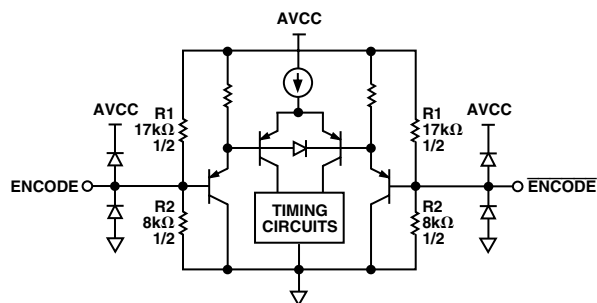 AVCC
AVCC
R1
17kΩ
1/2
R1
17kΩ
1/2
AVCC
ENCODE
ENCODE
R2
8kΩ
1/2
TIMING
CIRCUITS
R2
8kΩ
1/2